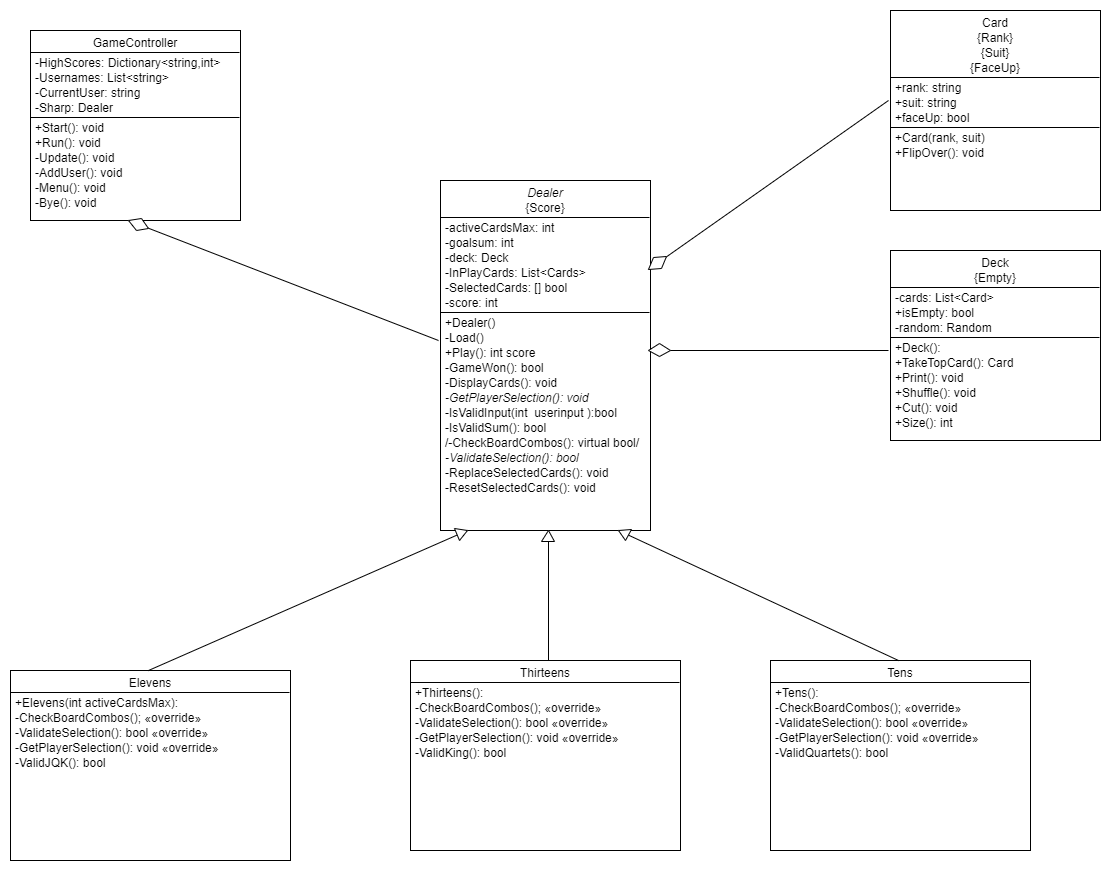 GameController
-HighScores: Dictionary<string,int>
-Usernames: List<string>
-CurrentUser: string
-Sharp: Dealer
+Start(): void
+Run(): void
-Update(): void
-AddUser(): void
-Menu(): void
-Bye(): void
Card
{Rank}
{Suit}
{FaceUp}
+rank: string
+suit: string
+faceUp: bool
+Card(rank, suit)
+FlipOver(): void
Dealer
{Score}
-activeCardsMax: int
-goalsum: int
-deck: Deck
-InPlayCards: List<Cards>
-SelectedCards: [] bool
-score: int
+Dealer()
-Load()
+Play(): int score
-GameWon(): bool
-DisplayCards(): void
-GetPlayerSelection(): void
-IsValidInput(int  userinput ):bool
-IsValidSum(): bool
/-CheckBoardCombos(): virtual bool/
-ValidateSelection(): bool
-ReplaceSelectedCards(): void
-ResetSelectedCards(): void
Deck
{Empty}
-cards: List<Card>
+isEmpty: bool
-random: Random
+Deck():
+TakeTopCard(): Card
+Print(): void
+Shuffle(): void
+Cut(): void
+Size(): int
Elevens
+Elevens(int activeCardsMax):
-CheckBoardCombos(); «override»
-ValidateSelection(): bool «override»
-GetPlayerSelection(): void «override»
-ValidJQK(): bool
Thirteens
+Thirteens():
-CheckBoardCombos(); «override»
-ValidateSelection(): bool «override»
-GetPlayerSelection(): void «override»
-ValidKing(): bool
Tens
+Tens():
-CheckBoardCombos(); «override»
-ValidateSelection(): bool «override»
-GetPlayerSelection(): void «override»
-ValidQuartets(): bool